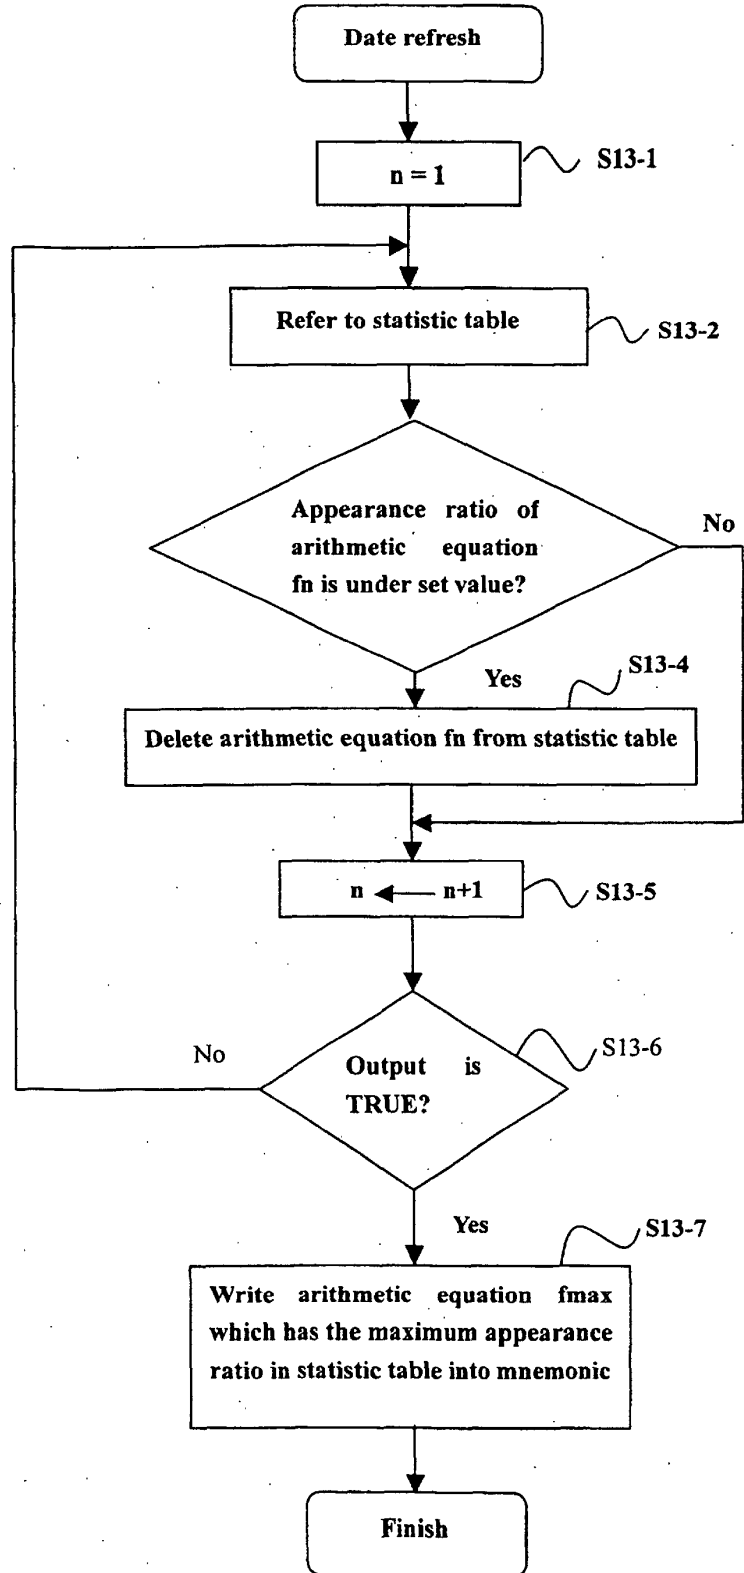 Date refresh
n = 1
S13-1
Refer to statistic table
S13-2
Appearance ratio of
arithmetic equation
fn is under set value?
No
Yes
S13-4
Delete arithmetic equation fn from statistic table
n n+1
S13-5
No
Output is
TRUE?
S13-6
Yes
S13-7
Write arithmetic equation fmax
which has the maximum appearance
ratio in statistic table into mnemonic
Finish